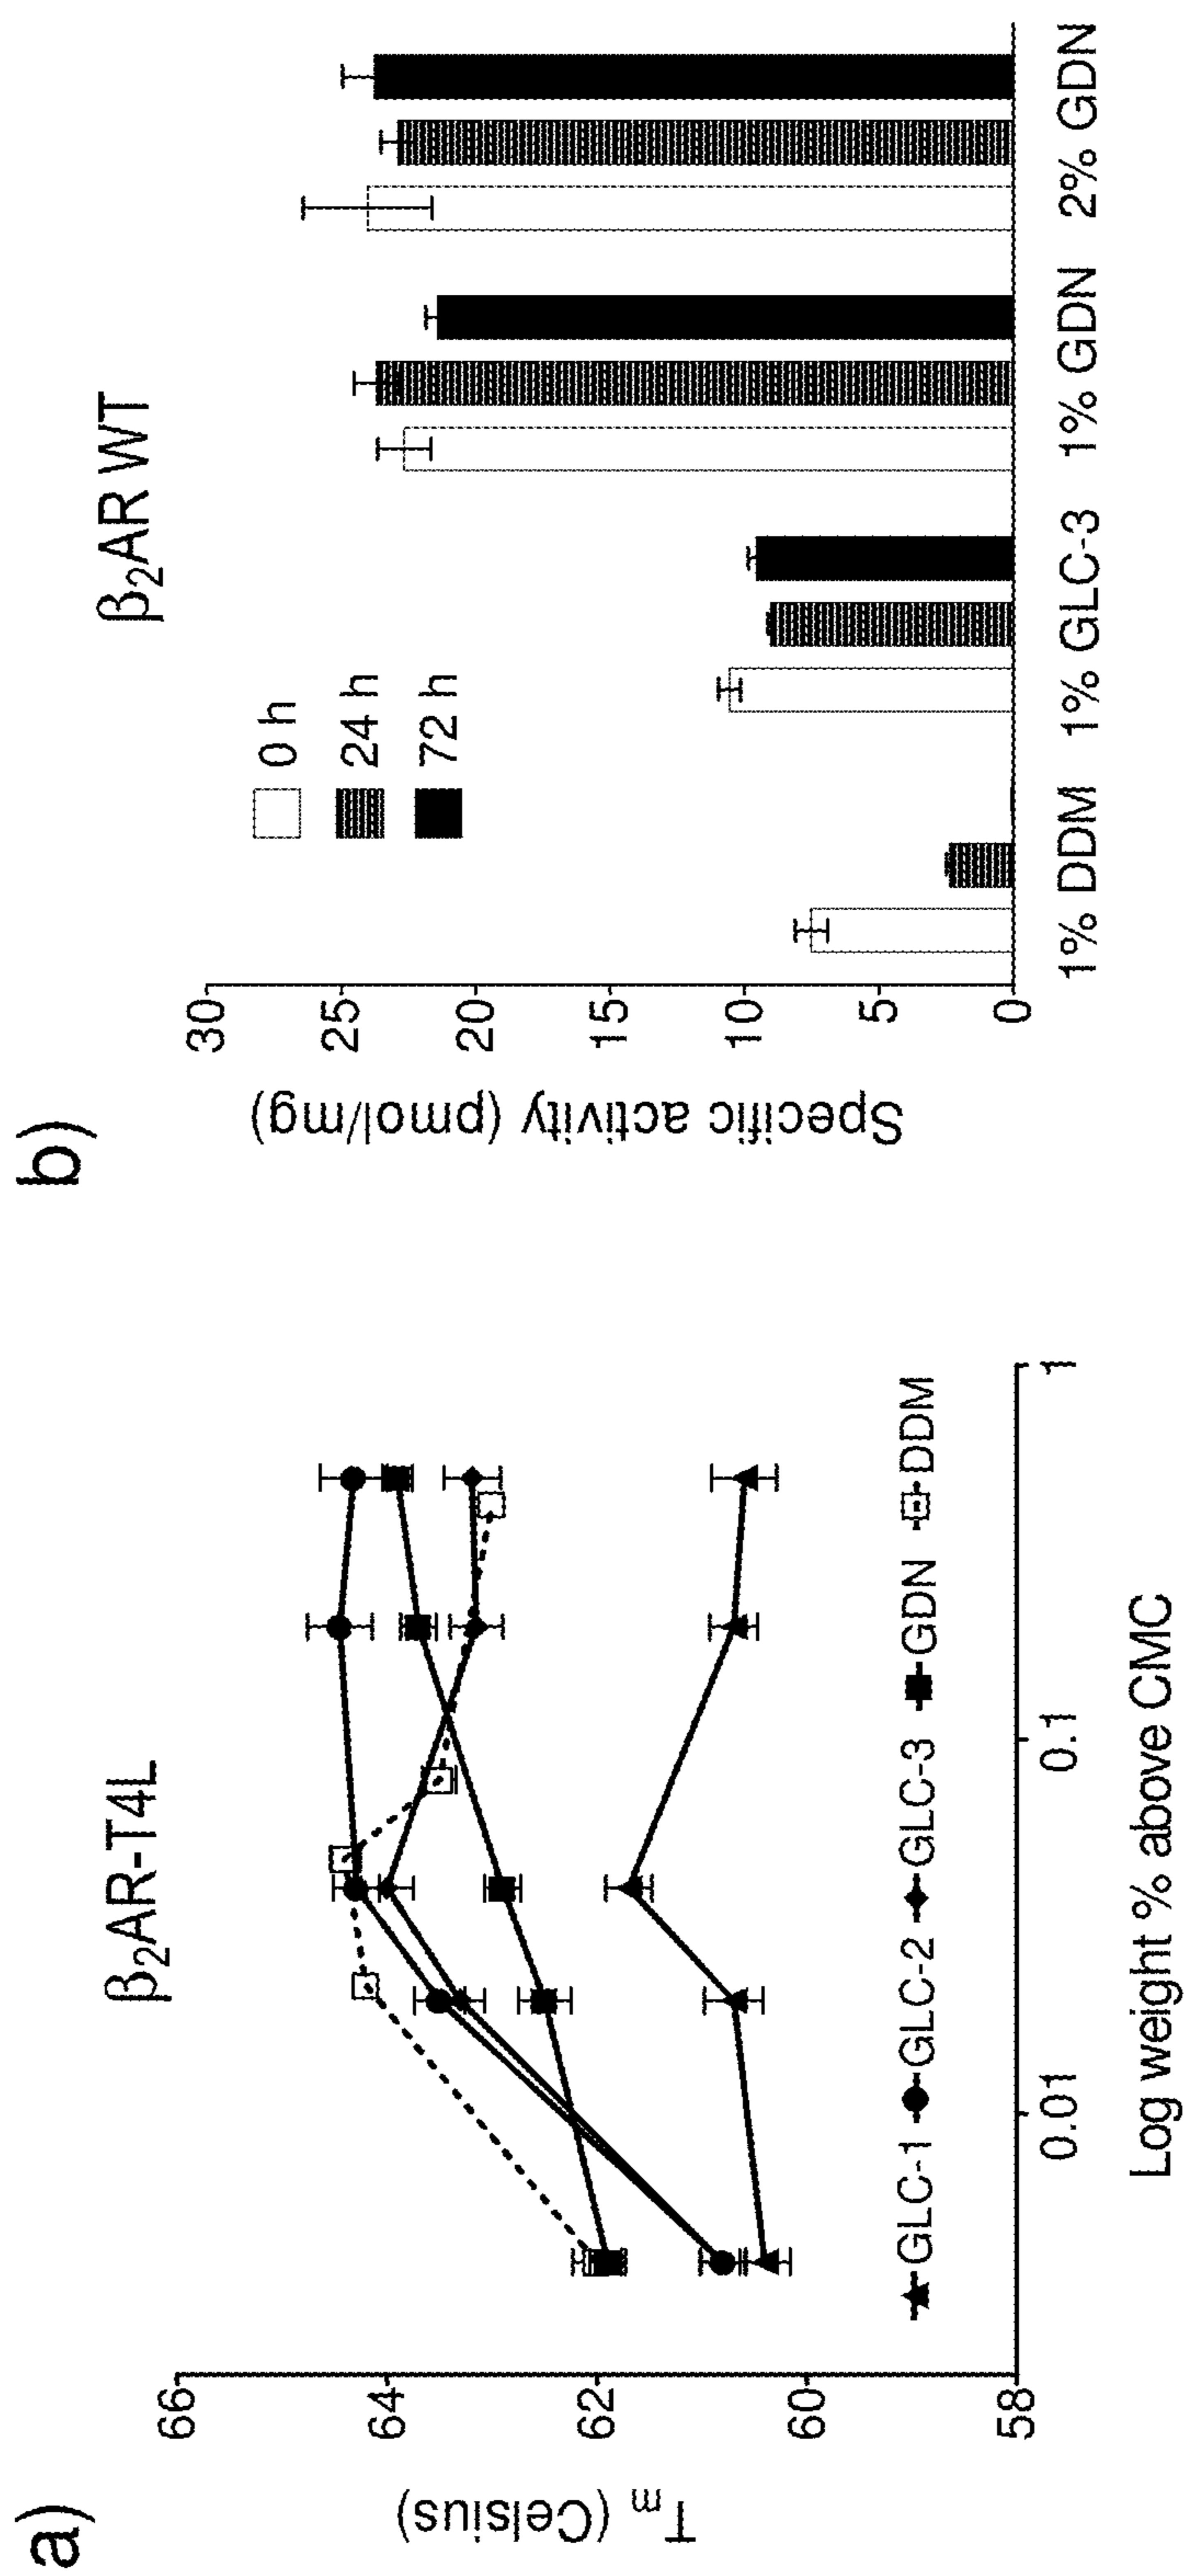 a)
β₂AR-T4L
Tₘ (Celsius)
66
64
62
60
58
GLC-1 GLC-2 GLC-3 GDN DDM
0.01 0.1 1
Log weight % above CMC
b)
β₂AR WT
Specific activity (pmol/mg)
30
25
20
15
10
5
0
0 h
24 h
72 h
1% DDM 1% GLC-3 1% GDN 2% GDN